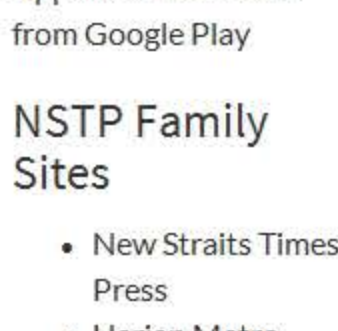 from Google Play
NSTP Family
Sites
• New Straits Times
Press